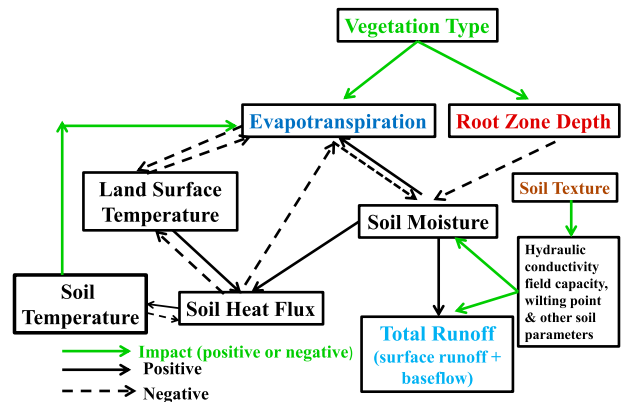 Vegetation Type
Evapotranspiration
Root Zone Depth
Land Surface
Temperature
Soil Texture
Soil Moisture
Hydraulic
conductivity
field capacity,
wilting point
& other soil
parameters
Soil
Temperature
Soil Heat Flux
Total Runoff
(surface runoff +
baseflow)
Impact (positive or negative)
Positive
Negative